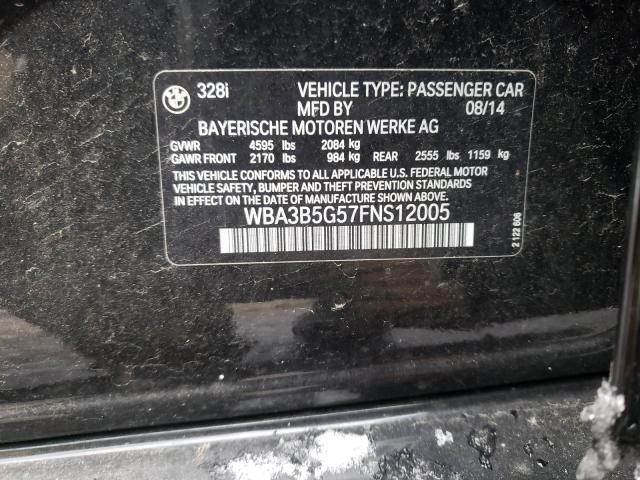 328i VEHICLE TYPE: PASSENGER CAR
MFD BY 08/14
BAYERISCHE MOTOREN WERKE AG
GVWR 4595 lbs 2084 kg
GAWR FRONT 2170 lbs 984 kg REAR 2555 lbs 1159 kg
THIS VEHICLE CONFORMS TO ALL APPLICABLE U.S. FEDERAL MOTOR
VEHICLE SAFETY, BUMPER AND THEFT PREVENTION STANDARDS
IN EFFECT ON THE DATE OF MANUFACTURE SHOWN ABOVE.
WBA3B5G57FNS12005
2 122 606